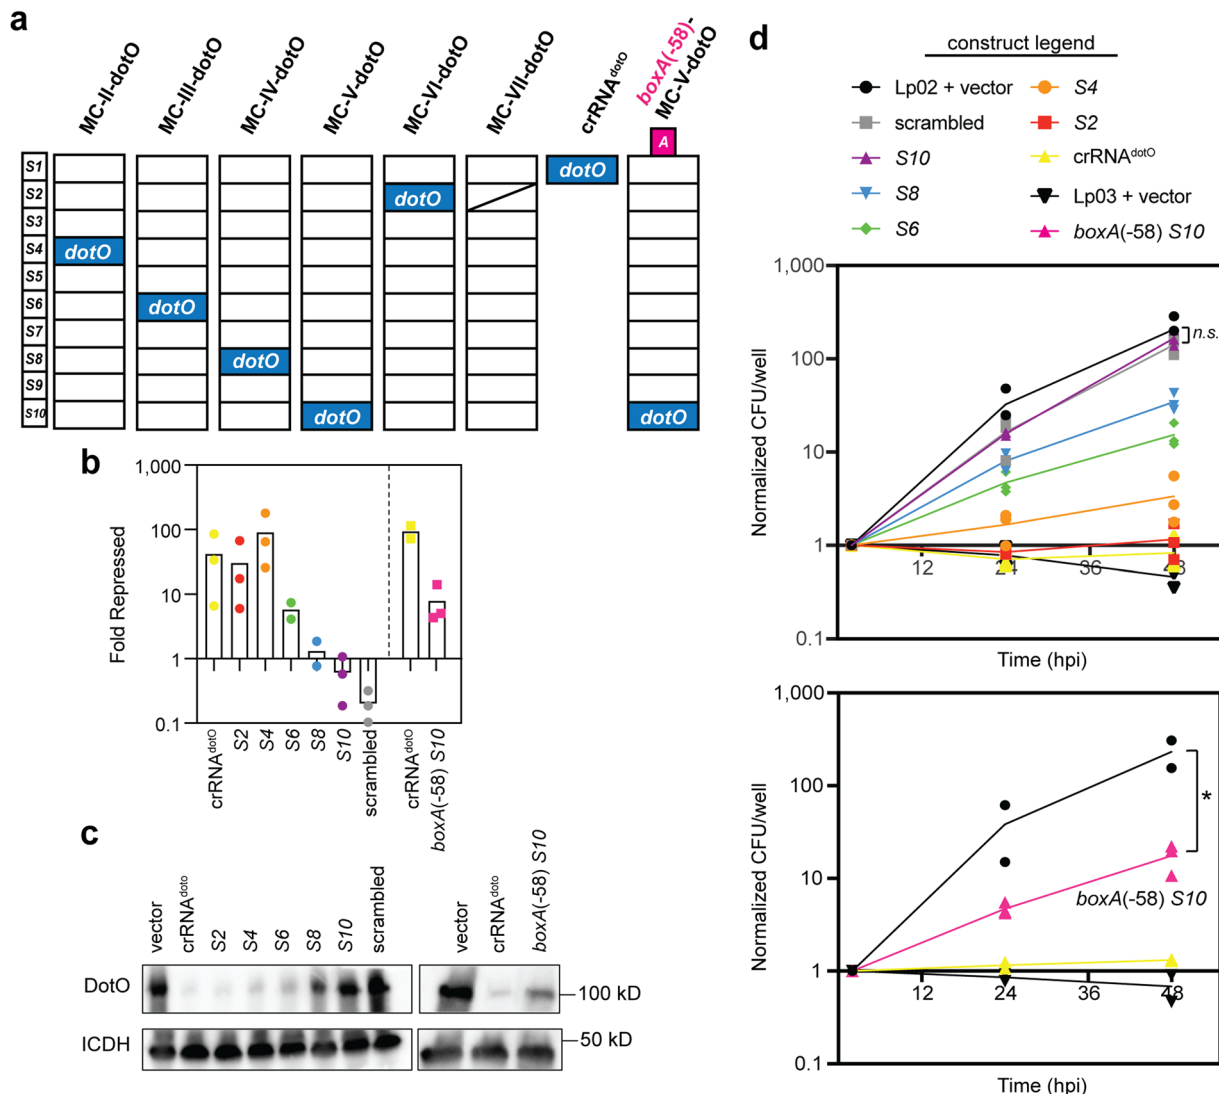 a
MC-II-dotO
MC-III-dotO
MC-IV-dotO
MC-V-dotO
MC-VI-dotO
MC-VII-dotO
crRNAdotO
boxA(-58)-
MC-V-dotO
A
S1
S2
S3
S4
S5
S6
S7
S8
S9
S10
dotO
dotO
dotO
dotO
dotO
dotO
dotO
b
Fold Repressed
1,000
100
10
1
0.1
crRNAdotO
S2
S4
S6
S8
S10
scrambled
crRNAdotO
boxA(-58) S10
c
vector
crRNAdoto
S2
S4
S6
S8
S10
scrambled
vector
crRNAdotO
boxA(-58) S10
DotO
100 kD
ICDH
50 kD
d
construct legend
Lp02 + vector
scrambled
S10
S8
S6
S4
S2
crRNAdotO
Lp03 + vector
boxA(-58) S10
Normalized CFU/well
1,000
100
10
1
0.1
12
24
36
48
n.s.
Time (hpi)
Normalized CFU/well
1,000
100
10
1
0.1
12
24
36
48
*
boxA(-58) S10
Time (hpi)